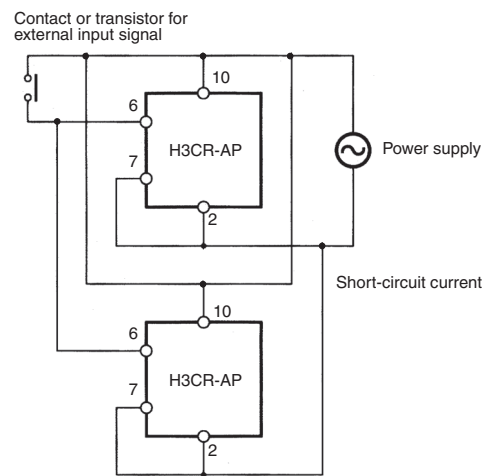 Contact or transistor for
external input signal
10
6
H3CR-AP
7
2
Power supply
Short-circuit current
10
6
H3CR-AP
7
2